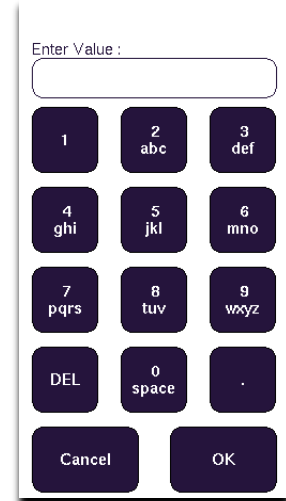 Enter Value :
1
2
abc
3
def
4
ghi
5
jkl
6
mno
7
pqrs
8
tuv
9
wxyz
DEL
0
space
.
Cancel
OK